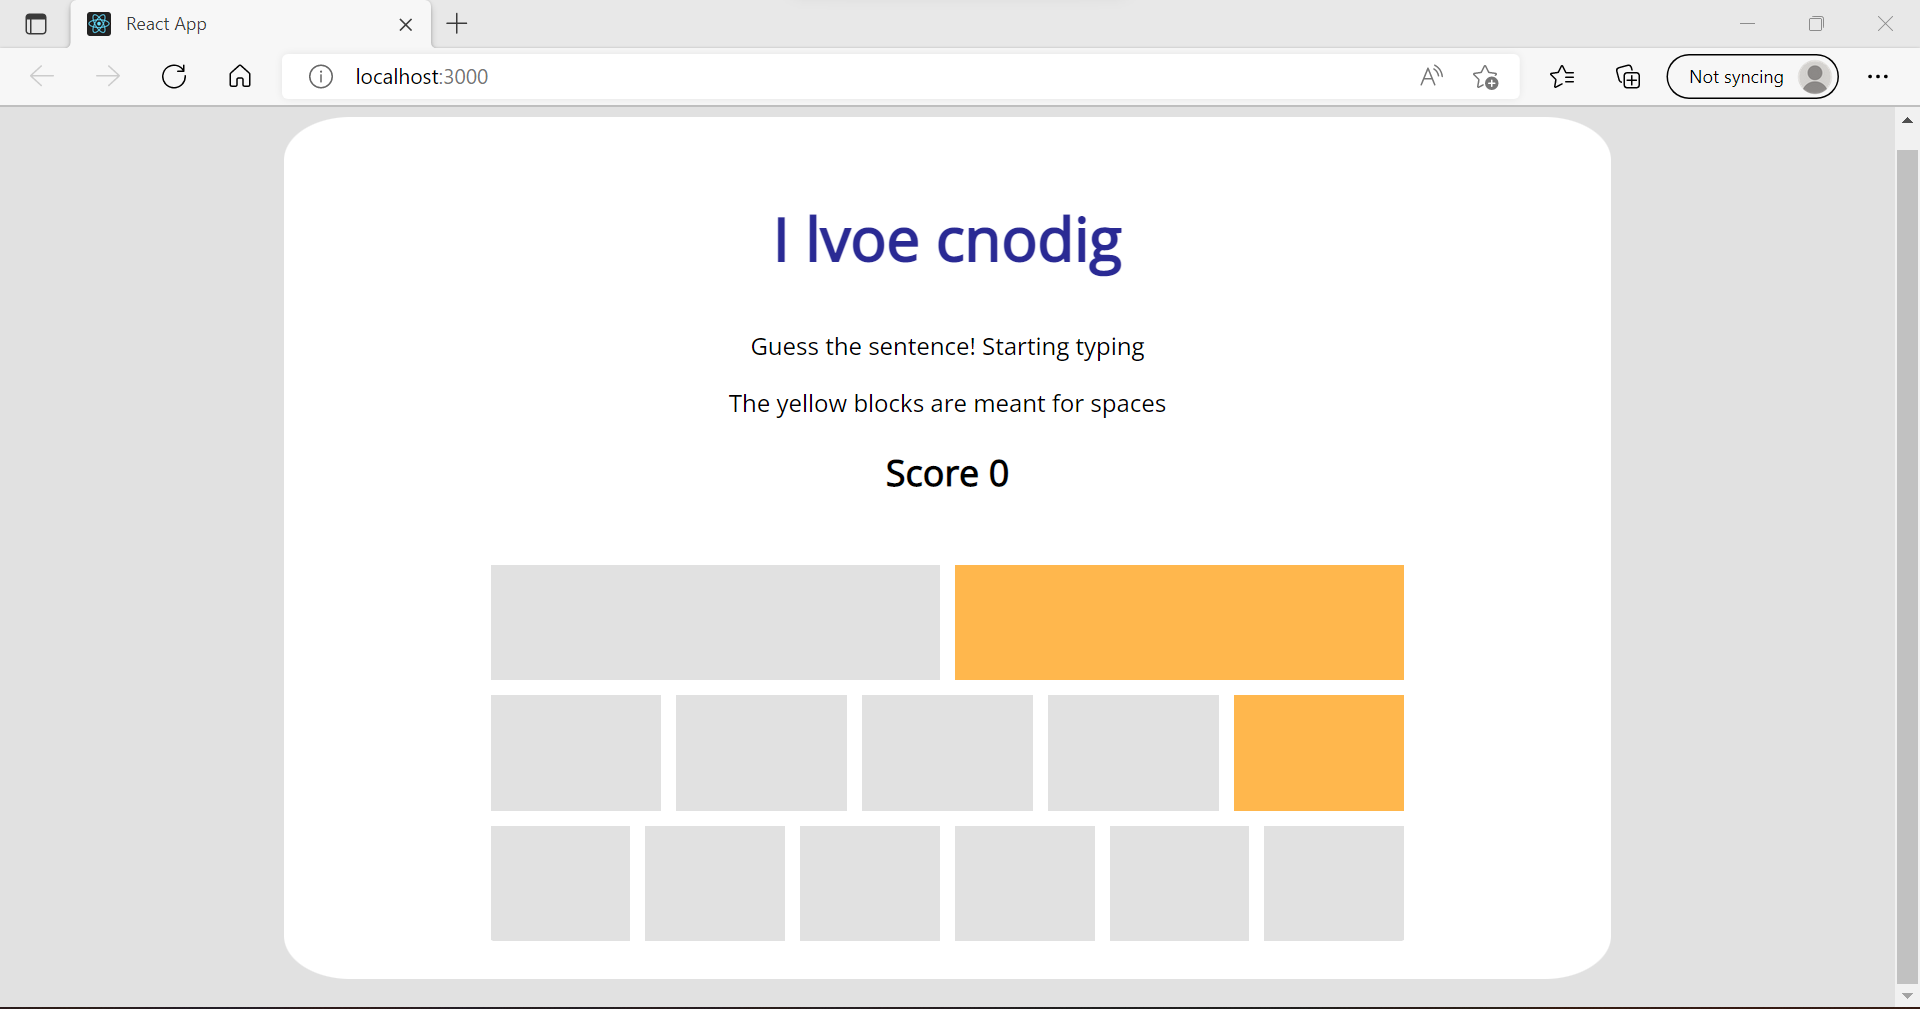 React App
localhost:3000
Not syncing
I lvoe cnodig
Guess the sentence! Starting typing
The yellow blocks are meant for spaces
Score 0